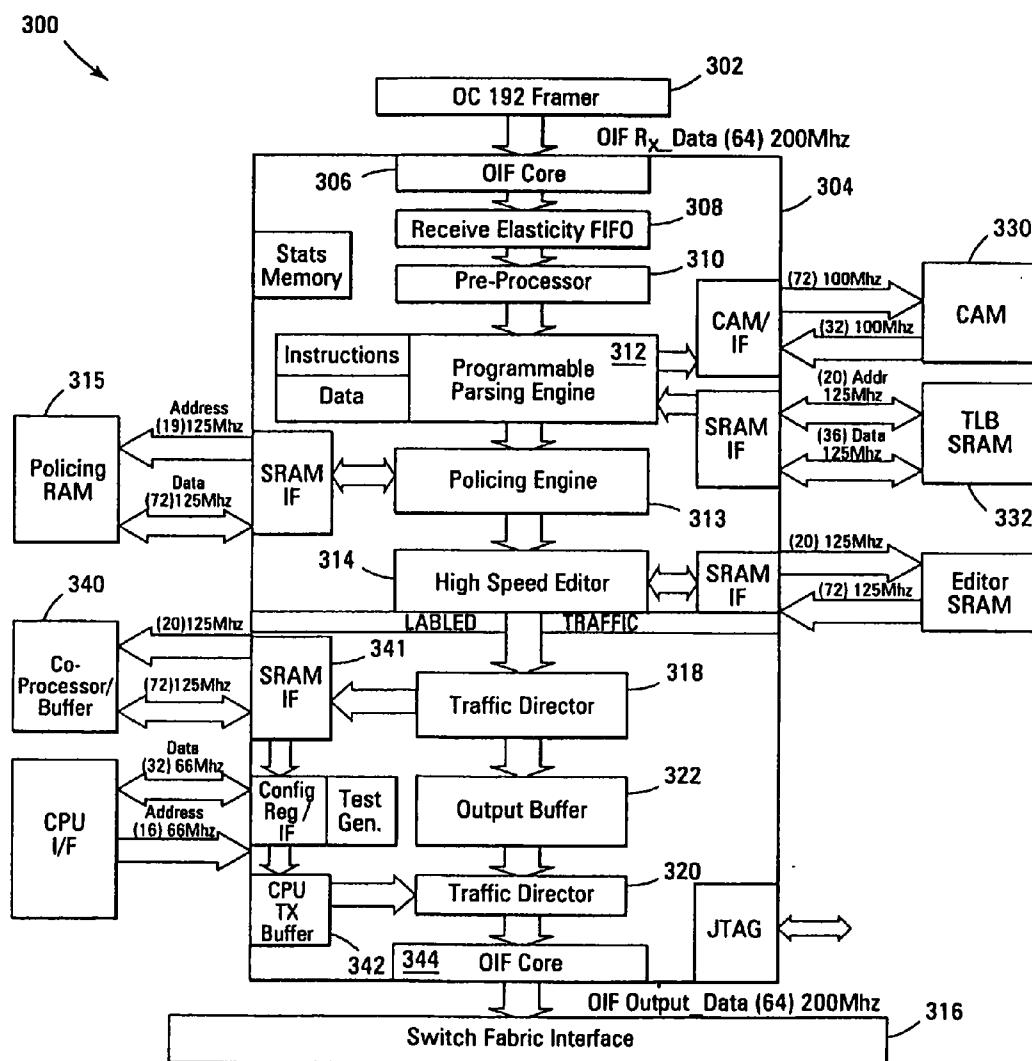 300
302
OC 192 Framer
OIF RX_Data (64) 200Mhz
306
OIF Core
304
308
Receive Elasticity FIFO
330
Stats
Memory
310
Pre-Processor
(72) 100Mhz
CAM/
IF
CAM
(32) 100Mhz
Instructions
Data
312
Programmable
Parsing Engine
315
Address
(19)125Mhz
(20) Addr
125Mhz
SRAM
IF
TLB
SRAM
(36) Data
125Mhz
Policing
RAM
SRAM
IF
Policing Engine
Data
(72)125Mhz
313
332
314
(20) 125Mhz
High Speed Editor
SRAM
IF
Editor
SRAM
340
(72) 125Mhz
LABLED TRAFFIC
(20)125Mhz
341
318
SRAM
IF
Co-
Processor/
Buffer
(72)125Mhz
Traffic Director
Data
(32) 66Mhz
322
Config
Reg /
IF
Test
Gen.
Output Buffer
CPU
I/F
Address
(16) 66Mhz
320
CPU
TX
Buffer
Traffic Director
JTAG
342
344
OIF Core
OIF Output_Data (64) 200Mhz
316
Switch Fabric Interface